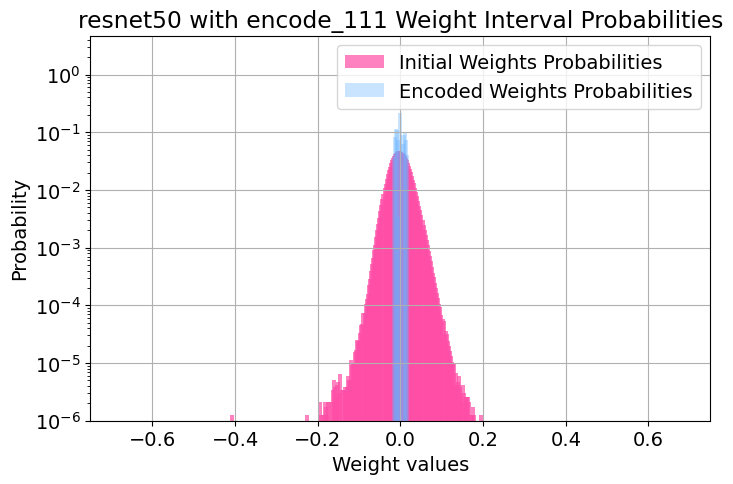 resnet50 with encode_111 Weight Interval Probabilities
Initial Weights Probabilities
Encoded Weights Probabilities
Probability
10⁰
10⁻¹
10⁻²
10⁻³
10⁻⁴
10⁻⁵
10⁻⁶
−0.6 −0.4 −0.2 0.0 0.2 0.4 0.6
Weight values